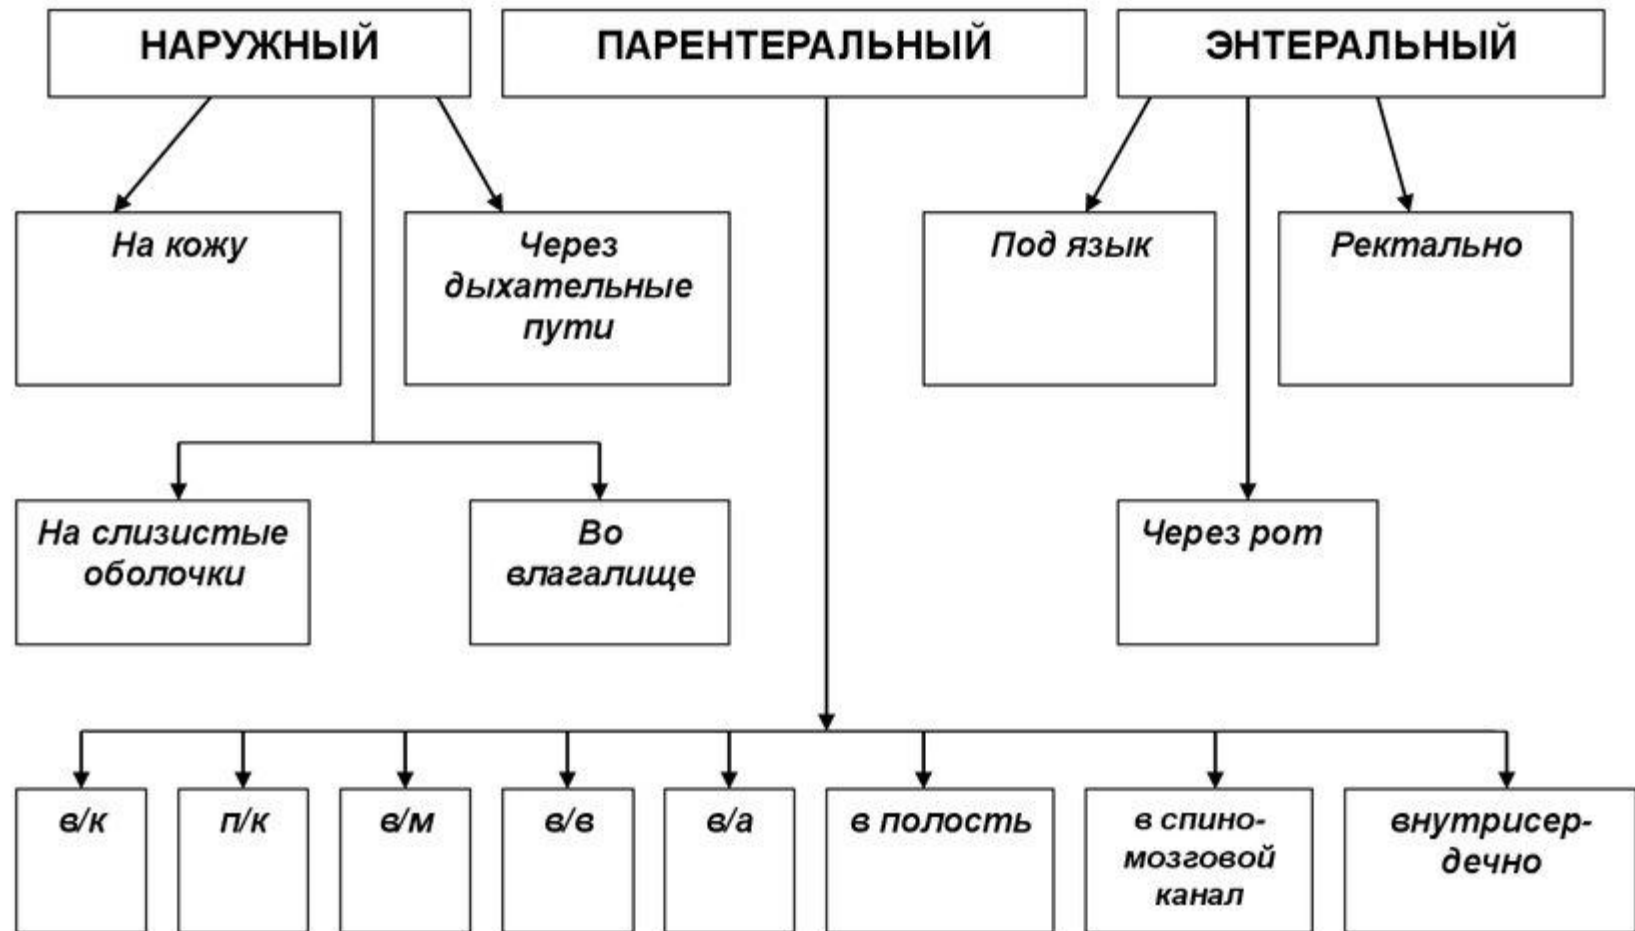 НАРУЖНЫЙ
ПАРЕНТЕРАЛЬНЫЙ
ЭНТЕРАЛЬНЫЙ
На кожу
Через
дыхательные
пути
Под язык
Ректально
На слизистые
оболочки
Во
влагалище
Через рот
в/к
п/к
в/м
в/в
в/а
в полость
в спино-
мозговой
канал
внутрисер-
дечно